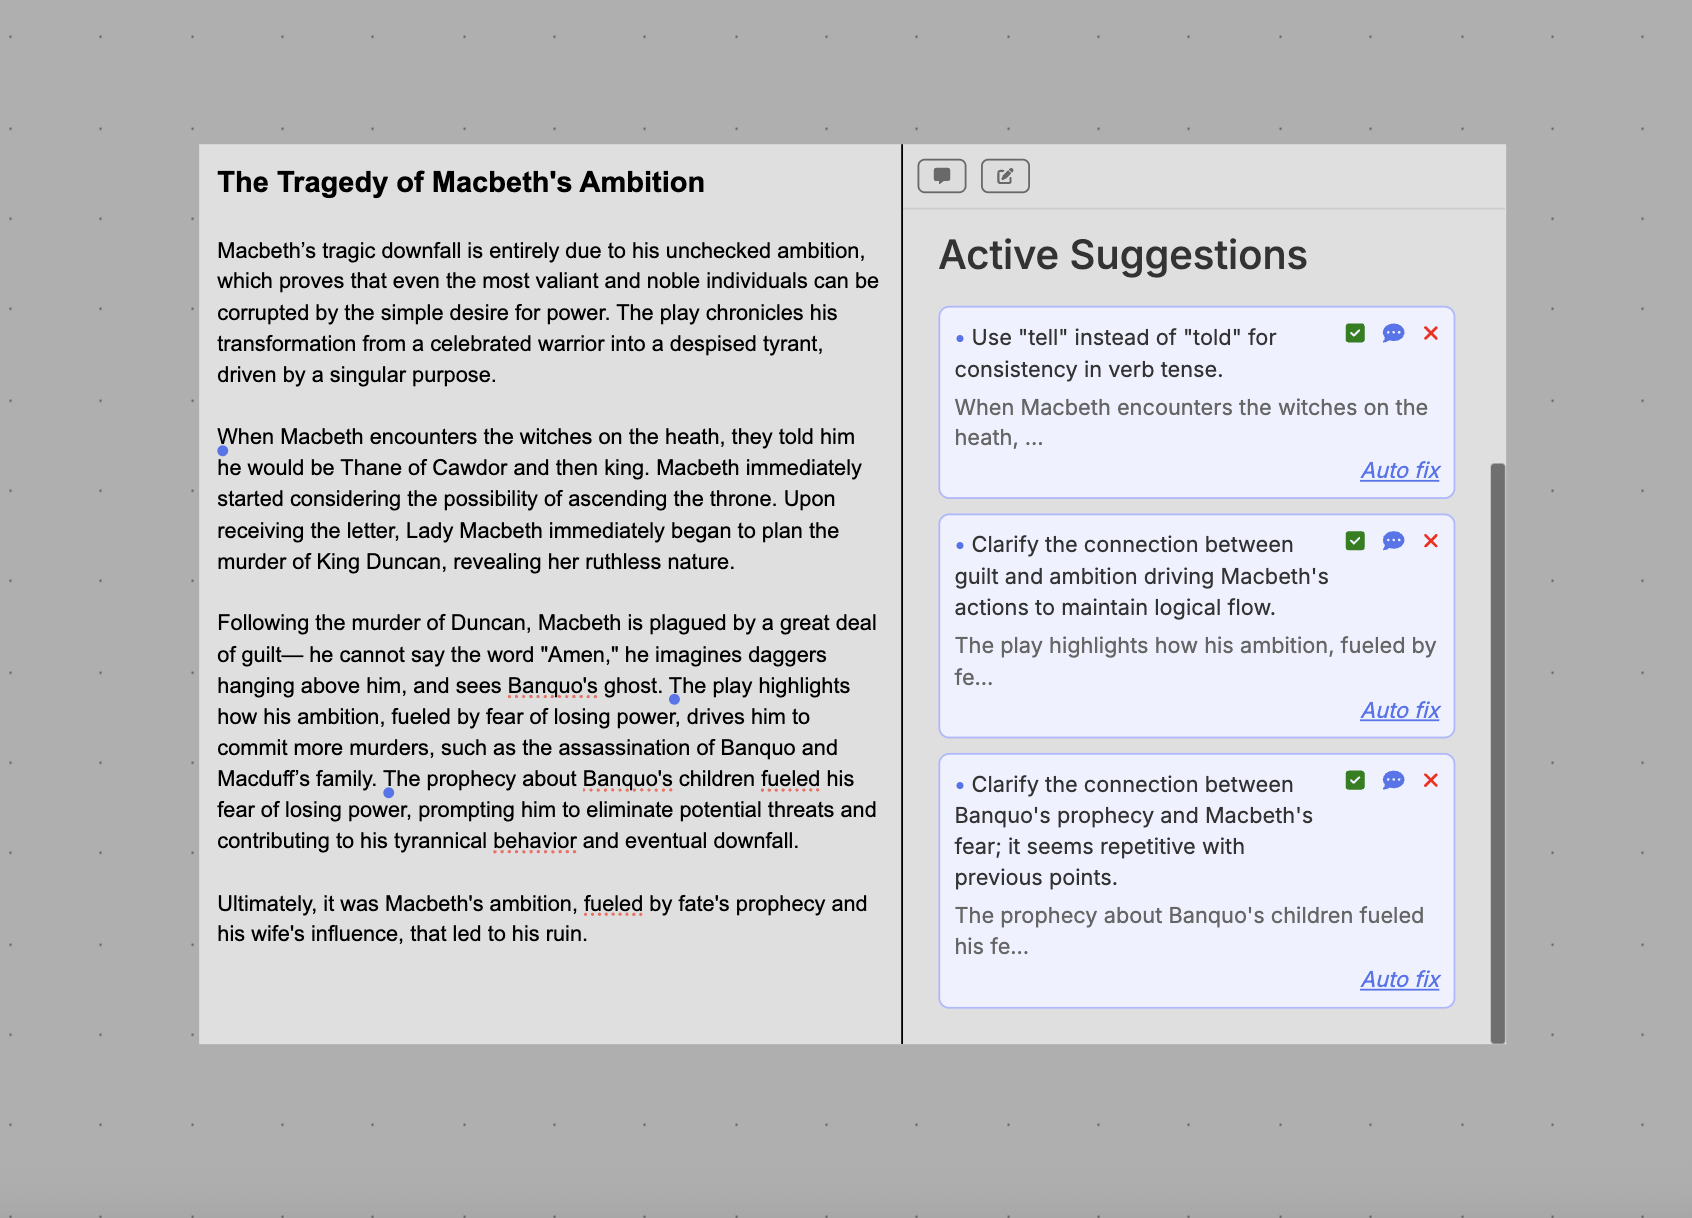 The Tragedy of Macbeth's Ambition
Macbeth’s tragic downfall is entirely due to his unchecked ambition,
which proves that even the most valiant and noble individuals can be
corrupted by the simple desire for power. The play chronicles his
transformation from a celebrated warrior into a despised tyrant,
driven by a singular purpose.
When Macbeth encounters the witches on the heath, they told him
he would be Thane of Cawdor and then king. Macbeth immediately
started considering the possibility of ascending the throne. Upon
receiving the letter, Lady Macbeth immediately began to plan the
murder of King Duncan, revealing her ruthless nature.
Following the murder of Duncan, Macbeth is plagued by a great deal
of guilt— he cannot say the word "Amen," he imagines daggers
hanging above him, and sees Banquo's ghost. The play highlights
how his ambition, fueled by fear of losing power, drives him to
commit more murders, such as the assassination of Banquo and
Macduff’s family. The prophecy about Banquo's children fueled his
fear of losing power, prompting him to eliminate potential threats and
contributing to his tyrannical behavior and eventual downfall.
Ultimately, it was Macbeth's ambition, fueled by fate's prophecy and
his wife's influence, that led to his ruin.
Active Suggestions
• Use "tell" instead of "told" for
consistency in verb tense.
When Macbeth encounters the witches on the
heath, ...
Auto fix
• Clarify the connection between
guilt and ambition driving Macbeth's
actions to maintain logical flow.
The play highlights how his ambition, fueled by
fe...
Auto fix
• Clarify the connection between
Banquo's prophecy and Macbeth's
fear; it seems repetitive with
previous points.
The prophecy about Banquo's children fueled
his fe...
Auto fix